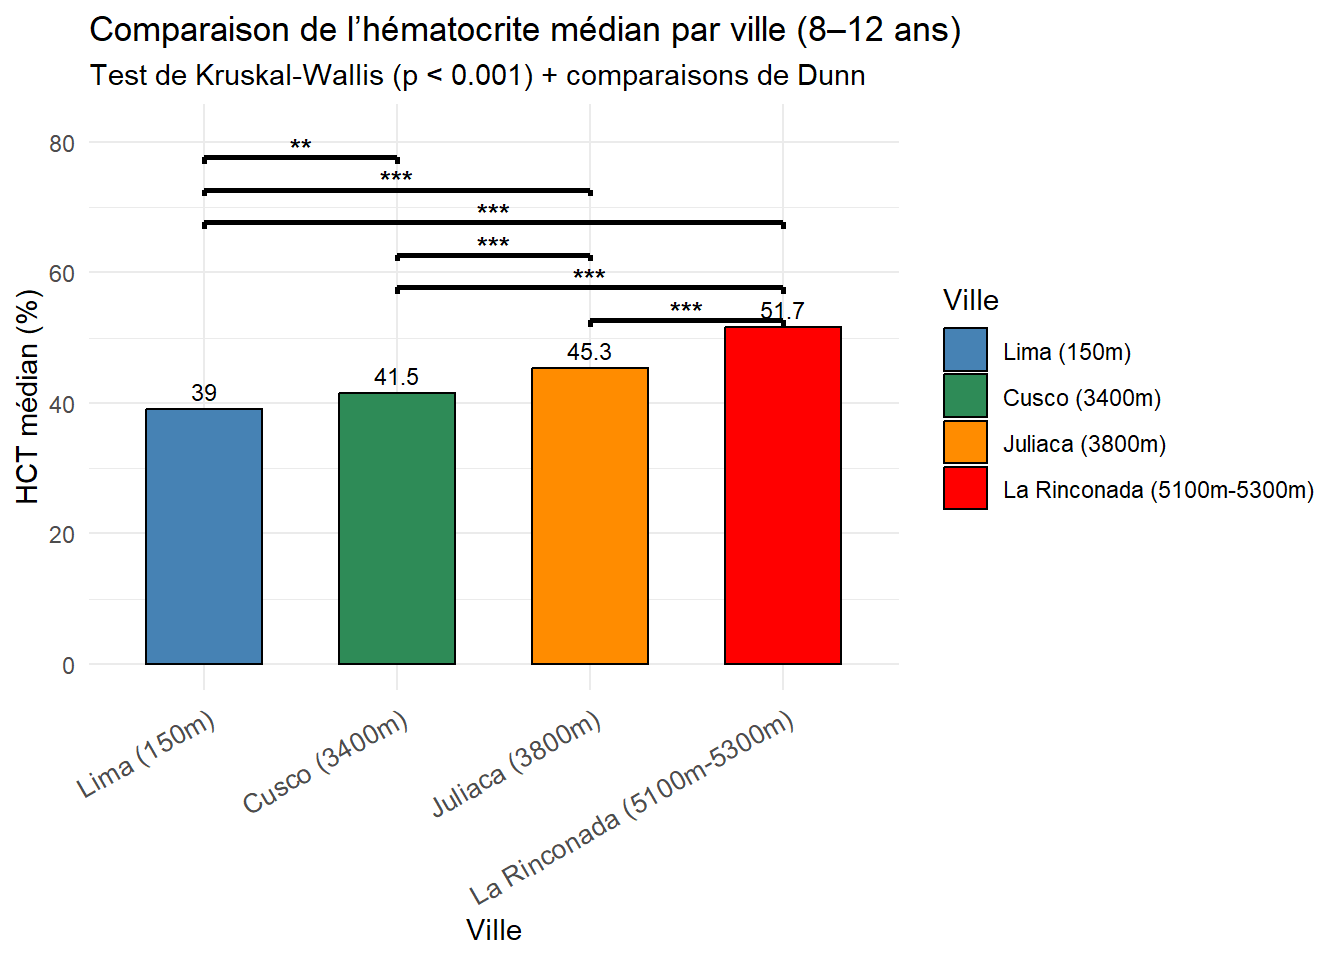 Comparaison de l’hématocrite médian par ville (8–12 ans)
Test de Kruskal-Wallis (p < 0.001) + comparaisons de Dunn
HCT médian (%)
80
60
40
20
0
**
***
***
***
***
***
39
41.5
45.3
51.7
Lima (150m)
Cusco (3400m)
Juliaca (3800m)
La Rinconada (5100m-5300m)
Ville
Ville
Lima (150m)
Cusco (3400m)
Juliaca (3800m)
La Rinconada (5100m-5300m)